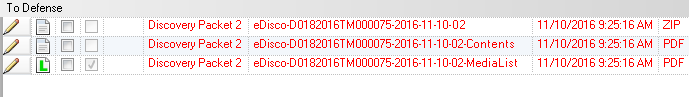 To Defense
Discovery Packet 2 eDisco-D0182016TM000075-2016-11-10-02 11/10/2016 9:25:16 AM ZIP
Discovery Packet 2 eDisco-D0182016TM000075-2016-11-10-02-Contents 11/10/2016 9:25:16 AM PDF
L Discovery Packet 2 eDisco-D0182016TM000075-2016-11-10-02-MediaList 11/10/2016 9:25:16 AM PDF